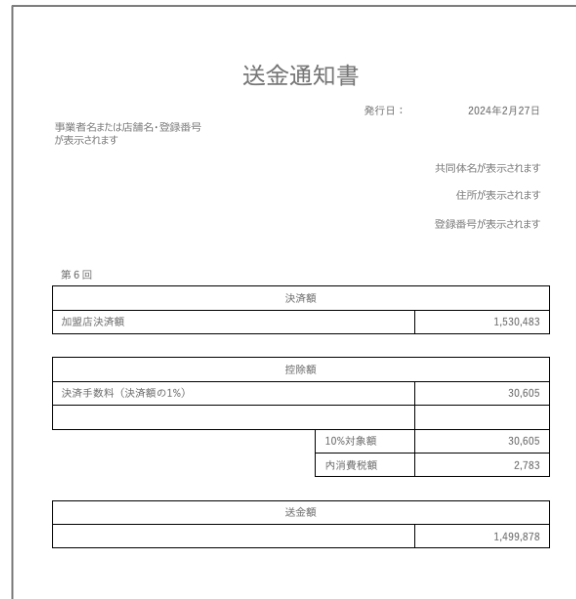 送金通知書
発行日： 2024年2月27日
事業者名または店舗名・登録番号
が表示されます
共同体名が表示されます
住所が表示されます
登録番号が表示されます
第６回
決済額
加盟店決済額 1,530,483
控除額
決済手数料（決済額の1%） 30,605
10%対象額 30,605
内消費税額 2,783
送金額
1,499,878